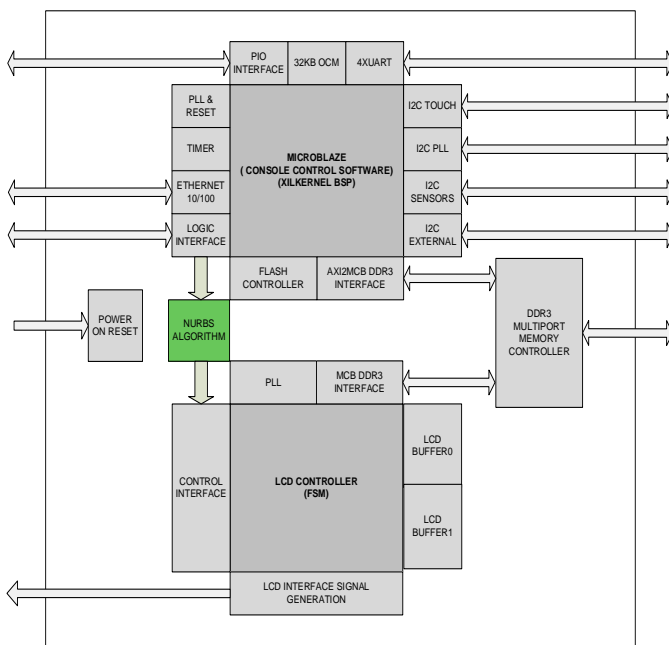 PIO
INTERFACE
32KB OCM
4XUART
PLL &
RESET
TIMER
ETHERNET
10/100
LOGIC
INTERFACE
MICROBLAZE
( CONSOLE CONTROL SOFTWARE)
(XILKERNEL BSP)
I2C TOUCH
I2C PLL
I2C
SENSORS
I2C
EXTERNAL
FLASH
CONTROLLER
AXI2MCB DDR3
INTERFACE
POWER
ON RESET
NURBS
ALGORITHM
DDR3
MULTIPORT
MEMORY
CONTROLLER
PLL
MCB DDR3
INTERFACE
CONTROL
INTERFACE
LCD CONTROLLER
(FSM)
LCD
BUFFER0
LCD
BUFFER1
LCD INTERFACE SIGNAL
GENERATION